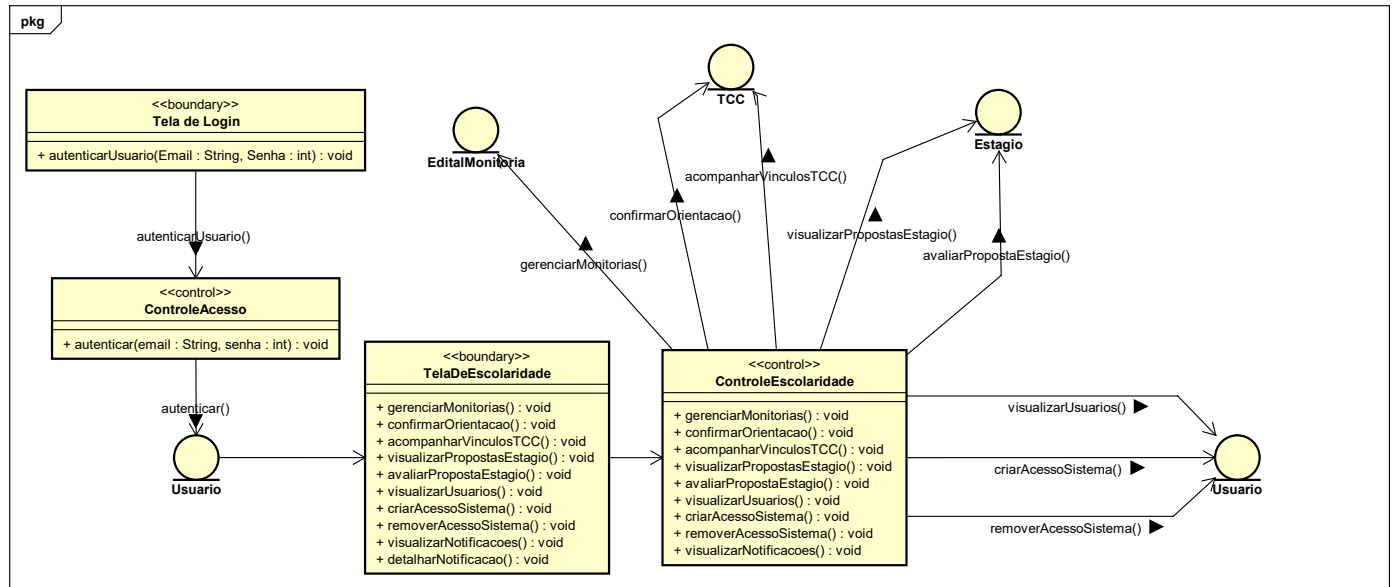 pkg
<<boundary>>
Tela de Login
+ autenticarUsuario(Email : String, Senha : int) : void
autenticarUsuario()
<<control>>
ControleAcesso
+ autenticar(email : String, senha : int) : void
autenticar()
Usuario
<<boundary>>
TelaDeEscolaridade
+ gerenciarMonitorias() : void
+ confirmarOrientacao() : void
+ acompanharVinculosTCC() : void
+ visualizarPropostasEstagio() : void
+ avaliarPropostaEstagio() : void
+ visualizarUsuarios() : void
+ criarAcessoSistema() : void
+ removerAcessoSistema() : void
+ visualizarNotificacoes() : void
+ detalharNotificacao() : void
<<control>>
ControleEscolaridade
+ gerenciarMonitorias() : void
+ confirmarOrientacao() : void
+ acompanharVinculosTCC() : void
+ visualizarPropostasEstagio() : void
+ avaliarPropostaEstagio() : void
+ visualizarUsuarios() : void
+ criarAcessoSistema() : void
+ removerAcessoSistema() : void
+ visualizarNotificacoes() : void
EditalMonitoria
gerenciarMonitorias()
TCC
confirmarOrientacao()
acompanharVinculosTCC()
Estagio
visualizarPropostasEstagio()
avaliarPropostaEstagio()
visualizarUsuarios()
criarAcessoSistema()
removerAcessoSistema()
Usuario